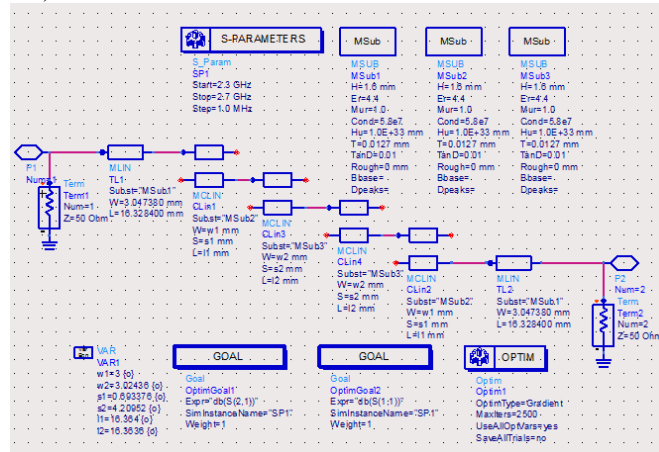 S-PARAMETERS
S_Param
SP1
Start=2.3 GHz
Stop=2.7 GHz
Step=1.0 MHz
MSub
MSUB
MSub1
H=1.6 mm
Er=4.4
Mur=1.0
Cond=5.8e7
Hu=1.0E+33 mm
T=0.0127 mm
TanD=0.01
Rough=0 mm
Bbase=
Dpeaks=
MSub
MSUB
MSub2
H=1.6 mm
Er=4.4
Mur=1.0
Cond=5.8e7
Hu=1.0E+33 mm
T=0.0127 mm
TanD=0.01
Rough=0 mm
Bbase=
Dpeaks=
MSub
MSUB
MSub3
H=1.6 mm
Er=4.4
Mur=1.0
Cond=5.8e7
Hu=1.0E+33 mm
T=0.0127 mm
TanD=0.01
Rough=0 mm
Bbase=
Dpeaks=
P1
Num=1
Term
Term1
Num=1
Z=50 Ohm
MLIN
TL1
Subst="MSub1"
W=3.047380 mm
L=16.328400 mm
MCLIN
CLin1
Subst="MSub2"
W=w1 mm
S=s1 mm
L=l1 mm
MCLIN
CLin3
Subst="MSub3"
W=w2 mm
S=s2 mm
L=l2 mm
MCLIN
CLin4
Subst="MSub3"
W=w2 mm
S=s2 mm
L=l2 mm
MCLIN
CLin2
Subst="MSub2"
W=w1 mm
S=s1 mm
L=l1 mm
MLIN
TL2
Subst="MSub1"
W=3.047380 mm
L=16.328400 mm
P2
Num=2
Term
Term2
Num=2
Z=50 Ohm
VAR
VAR1
w1=3 {o}
w2=3.02436 {o}
s1=0.693376 {o}
s2=4.20952 {o}
l1=16.364 {o}
l2=16.3636 {o}
GOAL
Goal
OptimGoal1
Expr="db(S(2,1))"
SimInstanceName="SP1"
Weight=1
GOAL
Goal
OptimGoal2
Expr="db(S(1,1))"
SimInstanceName="SP1"
Weight=1
OPTIM
Optim
Optim1
OptimType=Gradient
MaxIters=2500
UseAllOptVars=yes
SaveAllTrials=no